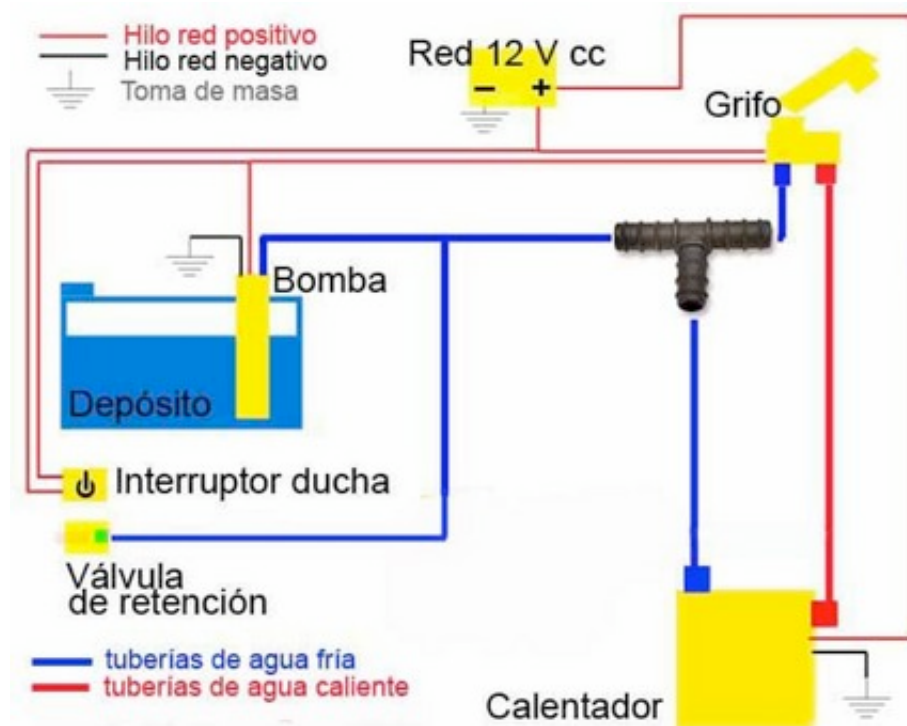 Hilo red positivo
Hilo red negativo
Toma de masa
Red 12 V cc
- +
Grifo
Bomba
Depósito
Interruptor ducha
Válvula
de retención
tuberías de agua fría
tuberías de agua caliente
Calentador